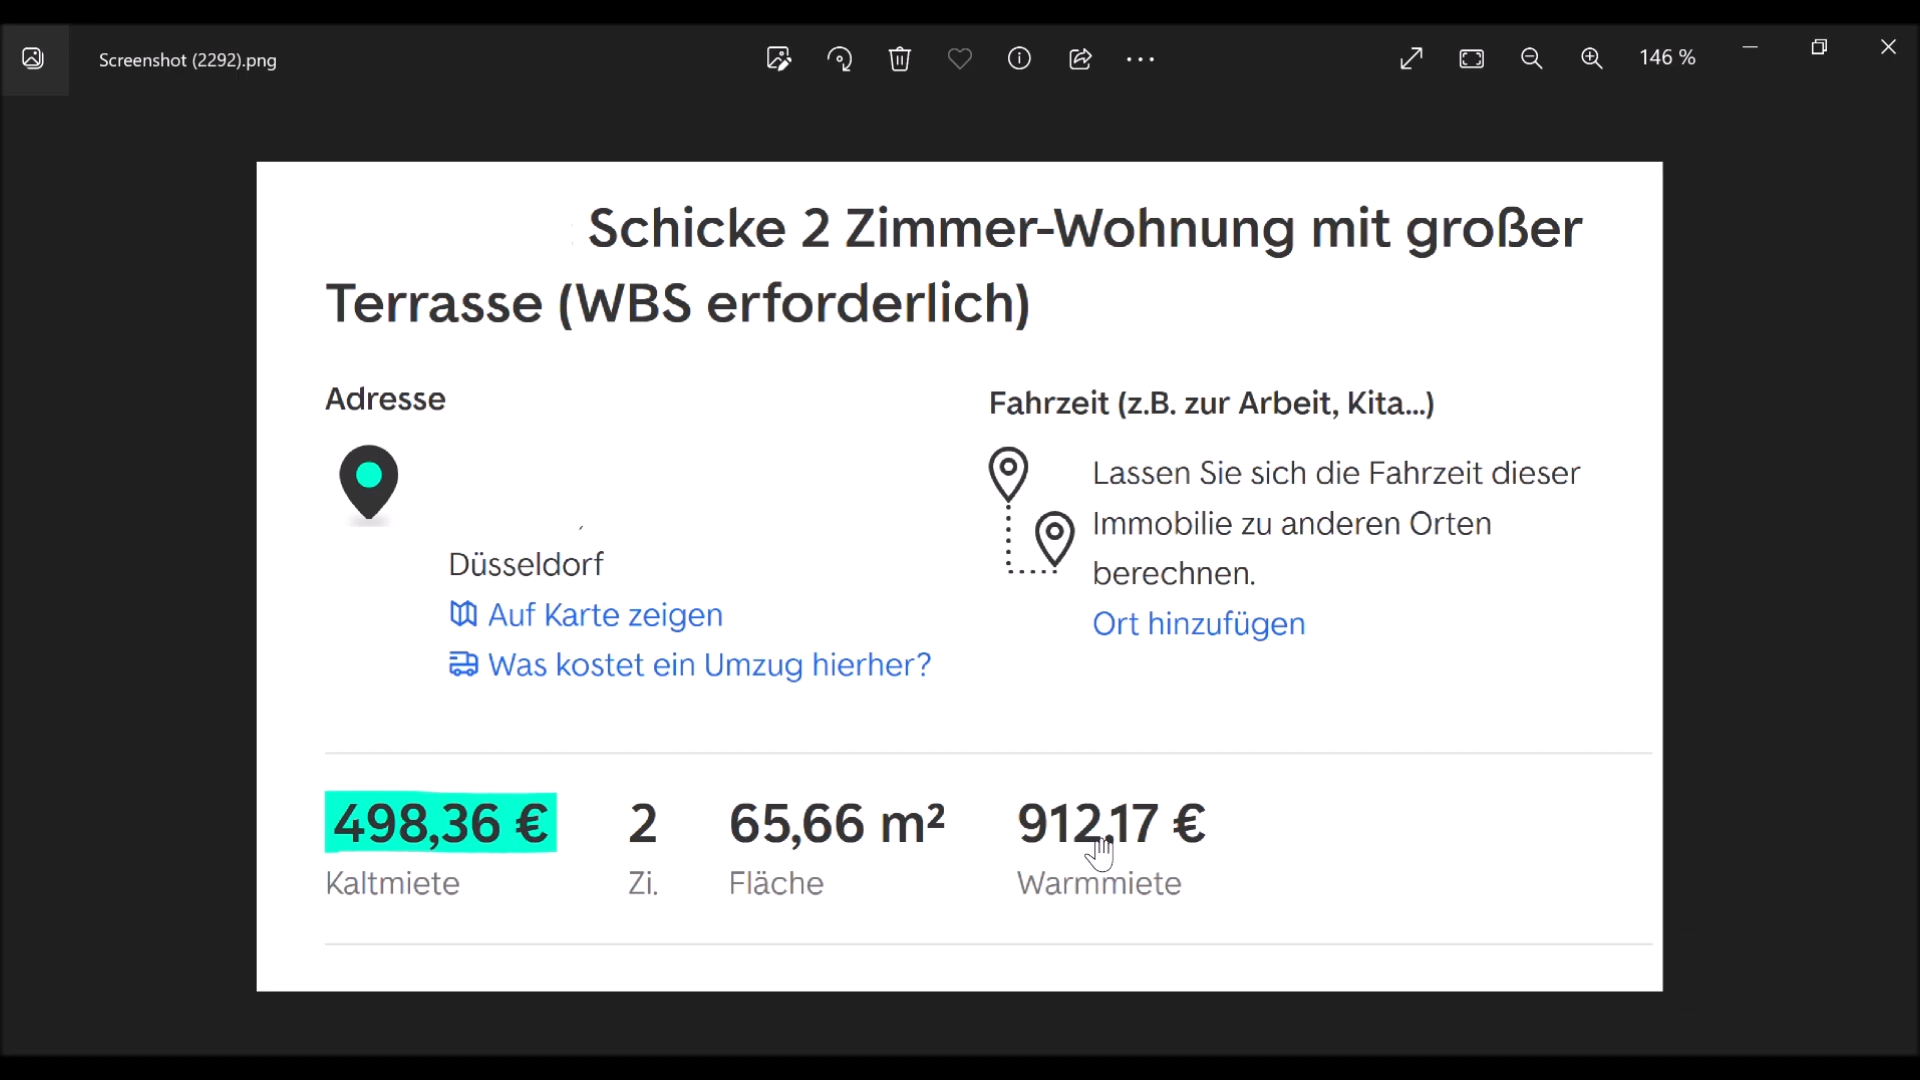 Screenshot (2292).png
146 %
Schicke 2 Zimmer-Wohnung mit großer
Terrasse (WBS erforderlich)
Adresse
Düsseldorf
Auf Karte zeigen
Was kostet ein Umzug hierher?
Fahrzeit (z.B. zur Arbeit, Kita...)
Lassen Sie sich die Fahrzeit dieser
Immobilie zu anderen Orten
berechnen.
Ort hinzufügen
498,36 €
Kaltmiete
2
Zi.
65,66 m²
Fläche
912,17 €
Warmmiete